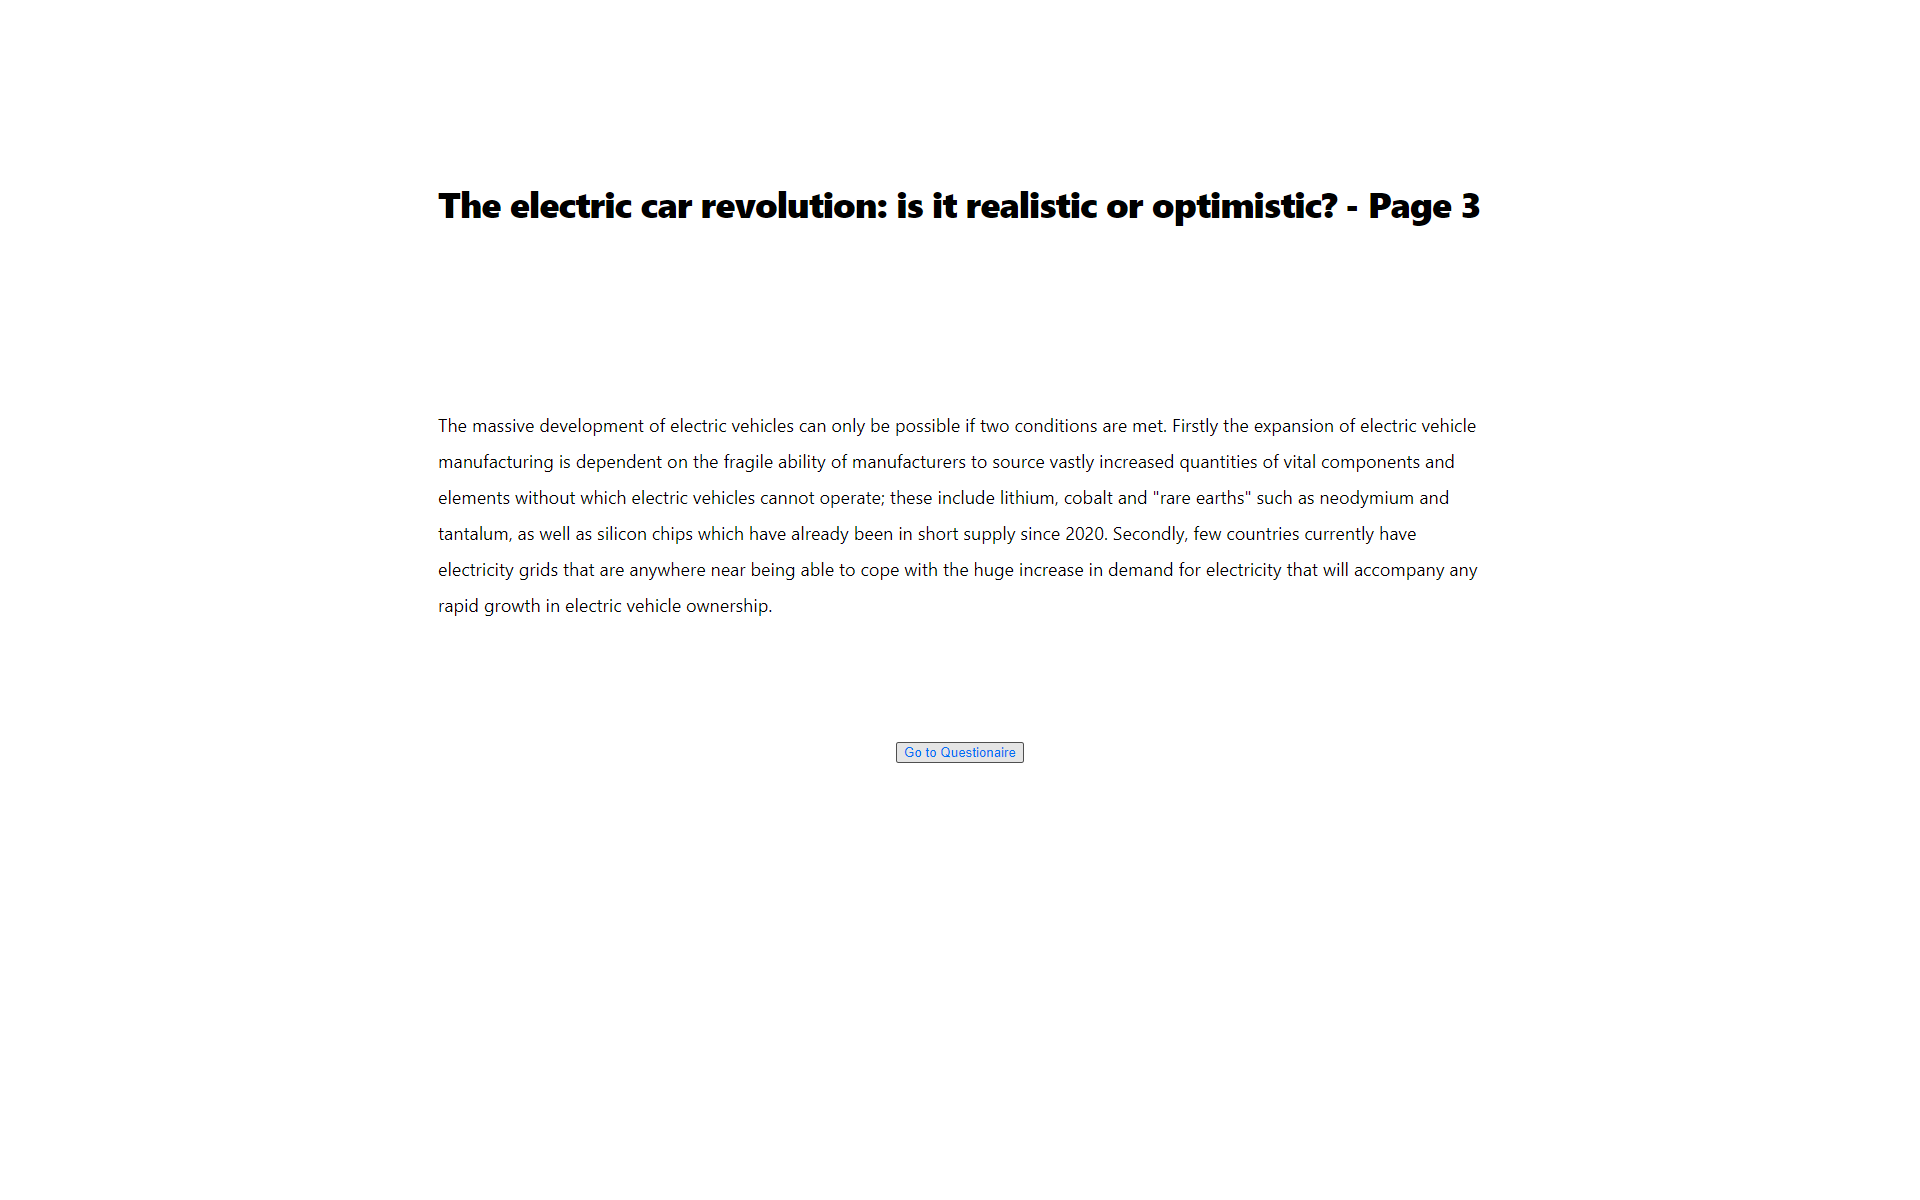 The electric car revolution: is it realistic or optimistic? - Page 3
The massive development of electric vehicles can only be possible if two conditions are met. Firstly the expansion of electric vehicle
manufacturing is dependent on the fragile ability of manufacturers to source vastly increased quantities of vital components and
elements without which electric vehicles cannot operate; these include lithium, cobalt and "rare earths" such as neodymium and
tantalum, as well as silicon chips which have already been in short supply since 2020. Secondly, few countries currently have
electricity grids that are anywhere near being able to cope with the huge increase in demand for electricity that will accompany any
rapid growth in electric vehicle ownership.
Go to Questionaire